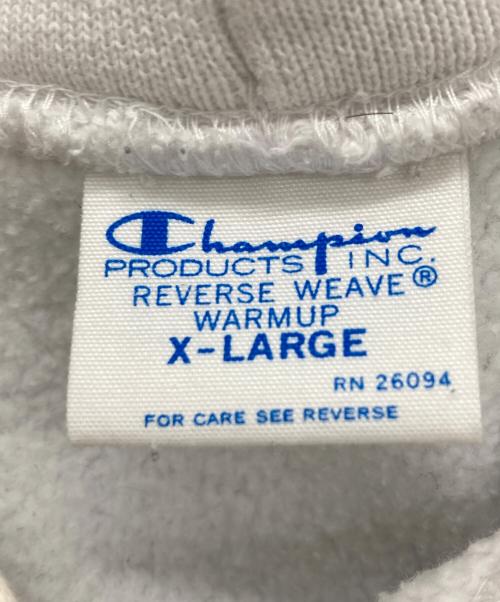 Champion
PRODUCTS INC.
REVERSE WEAVE®
WARMUP
X-LARGE
RN 26094
FOR CARE SEE REVERSE